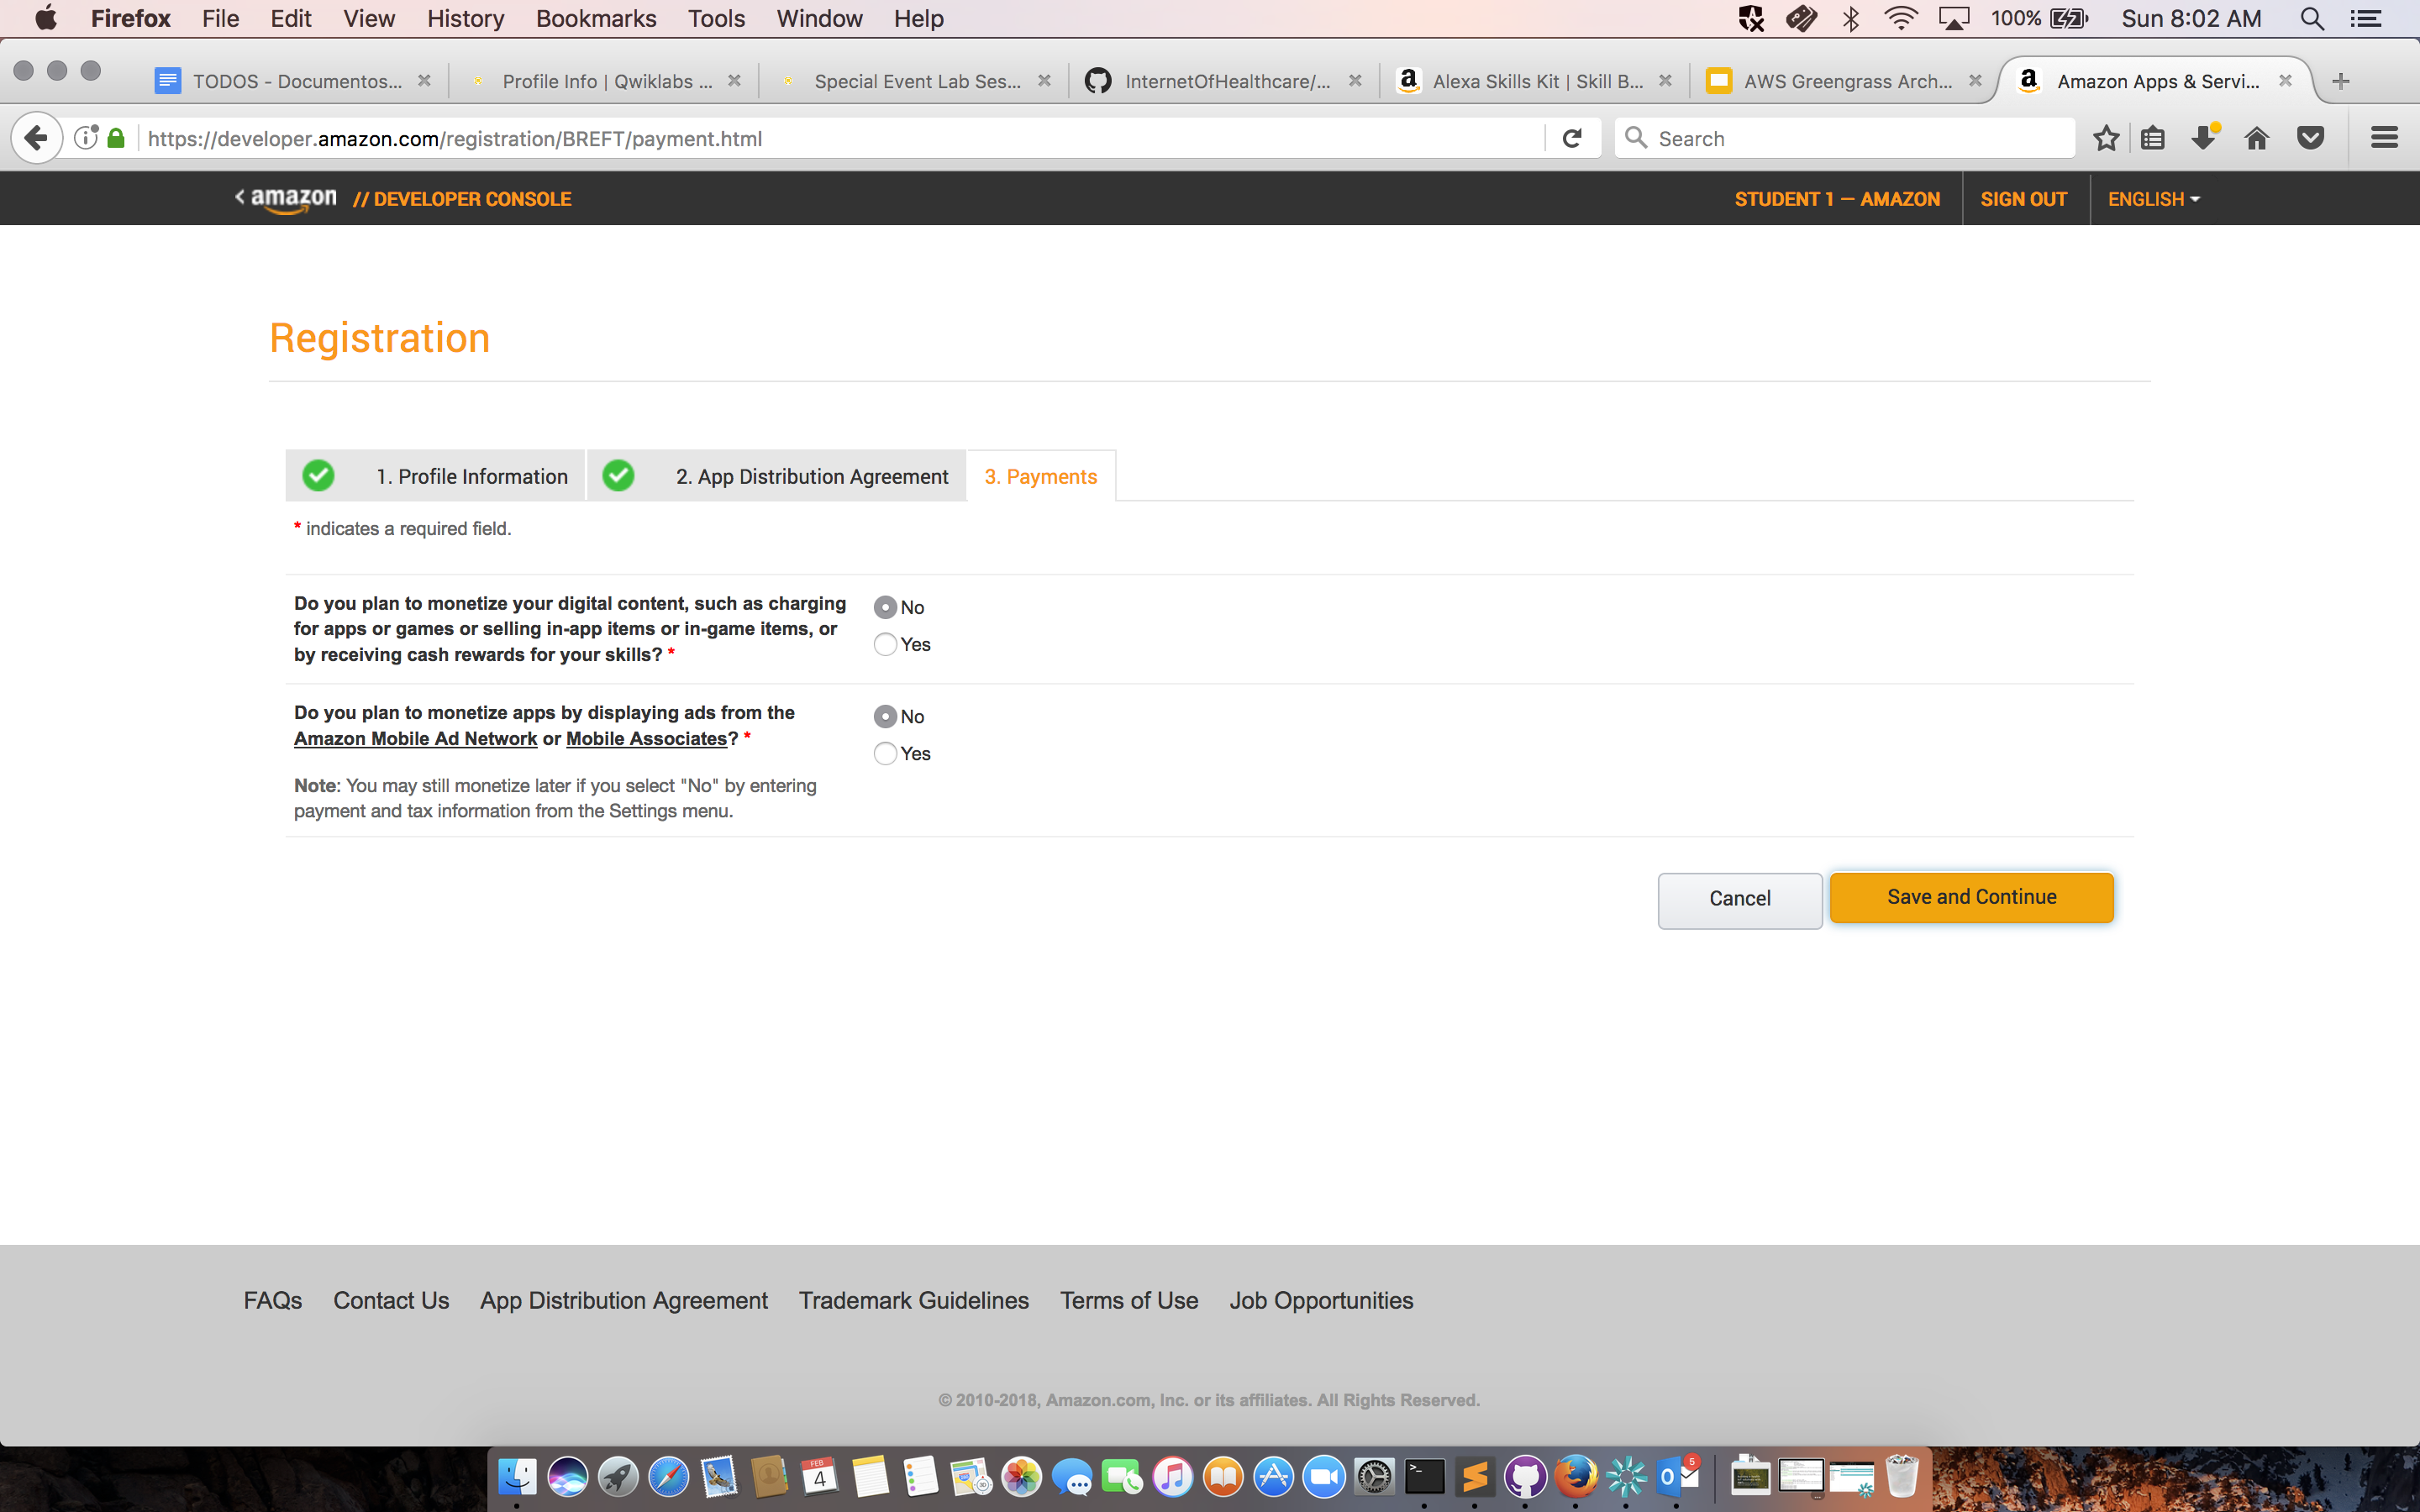 Firefox File Edit View History Bookmarks Tools Window Help 100% Sun 8:02 AM
TODOS - Documentos... Profile Info | Qwiklabs ... Special Event Lab Ses... InternetOfHealthcare/... Alexa Skills Kit | Skill B... AWS Greengrass Arch... Amazon Apps & Servi...
https://developer.amazon.com/registration/BREFT/payment.html Search
< amazon // DEVELOPER CONSOLE STUDENT 1 — AMAZON SIGN OUT ENGLISH
Registration
1. Profile Information 2. App Distribution Agreement 3. Payments
* indicates a required field.
Do you plan to monetize your digital content, such as charging
for apps or games or selling in-app items or in-game items, or
by receiving cash rewards for your skills? *
No
Yes
Do you plan to monetize apps by displaying ads from the
Amazon Mobile Ad Network or Mobile Associates? *
No
Yes
Note: You may still monetize later if you select "No" by entering
payment and tax information from the Settings menu.
Cancel Save and Continue
FAQs Contact Us App Distribution Agreement Trademark Guidelines Terms of Use Job Opportunities
© 2010-2018, Amazon.com, Inc. or its affiliates. All Rights Reserved.
FEB
4
5